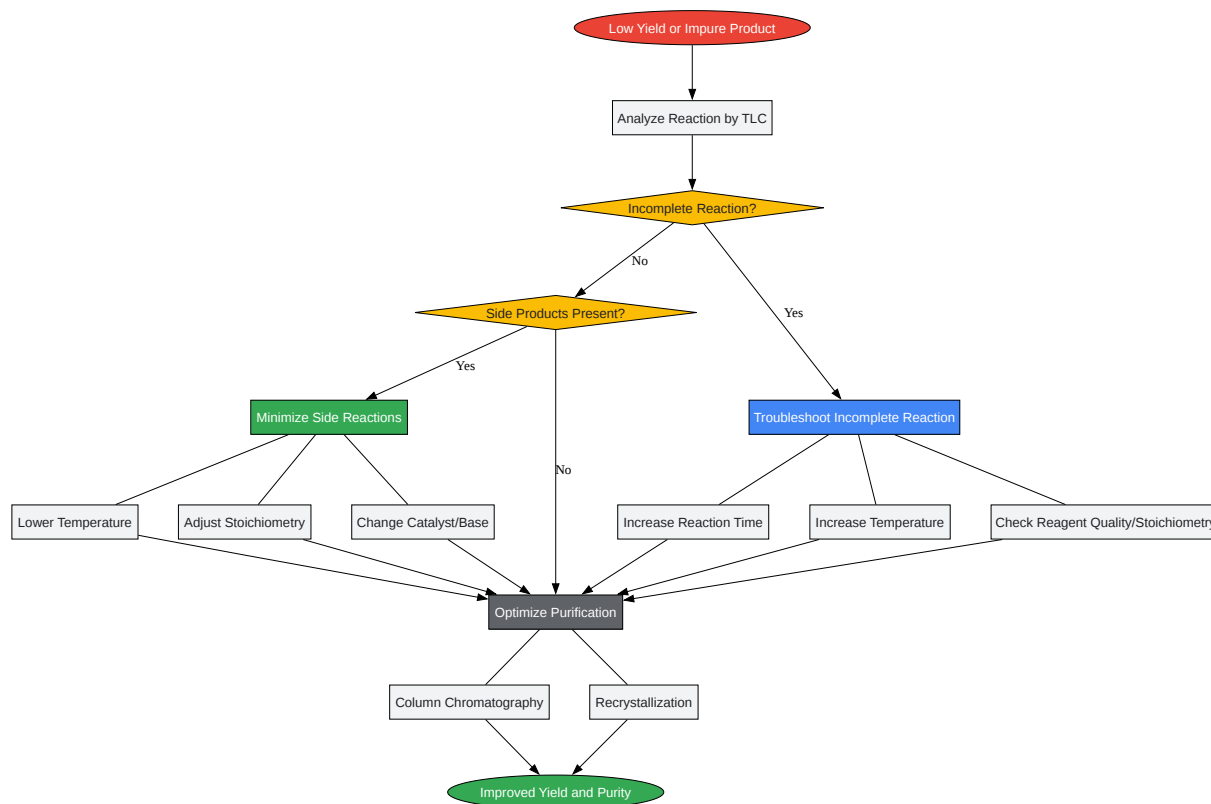 Low Yield or Impure Product
Analyze Reaction by TLC
Incomplete Reaction?
No
Side Products Present?
Yes
Yes
Minimize Side Reactions
Troubleshoot Incomplete Reaction
No
Lower Temperature
Adjust Stoichiometry
Change Catalyst/Base
Increase Reaction Time
Increase Temperature
Check Reagent Quality/Stoichiometry
Optimize Purification
Column Chromatography
Recrystallization
Improved Yield and Purity